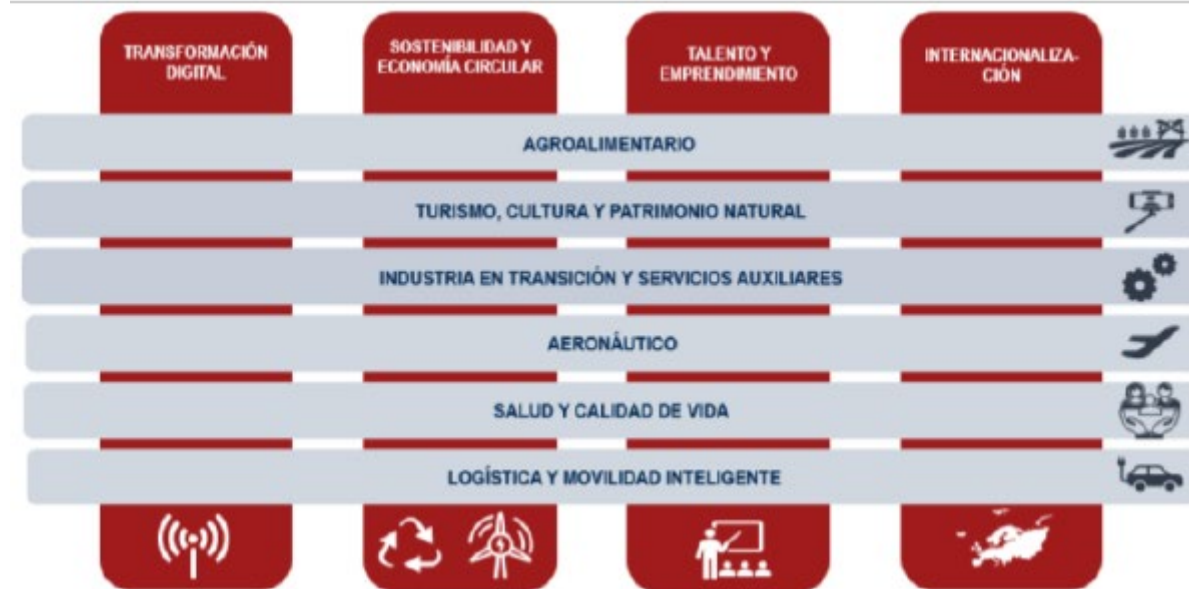 TRANSFORMACIÓN
DIGITAL
SOSTENIBILIDAD Y
ECONOMÍA CIRCULAR
TALENTO Y
EMPRENDIMIENTO
INTERNACIONALIZA-
CIÓN
AGROALIMENTARIO
TURISMO, CULTURA Y PATRIMONIO NATURAL
INDUSTRIA EN TRANSICIÓN Y SERVICIOS AUXILIARES
AERONÁUTICO
SALUD Y CALIDAD DE VIDA
LOGÍSTICA Y MOVILIDAD INTELIGENTE